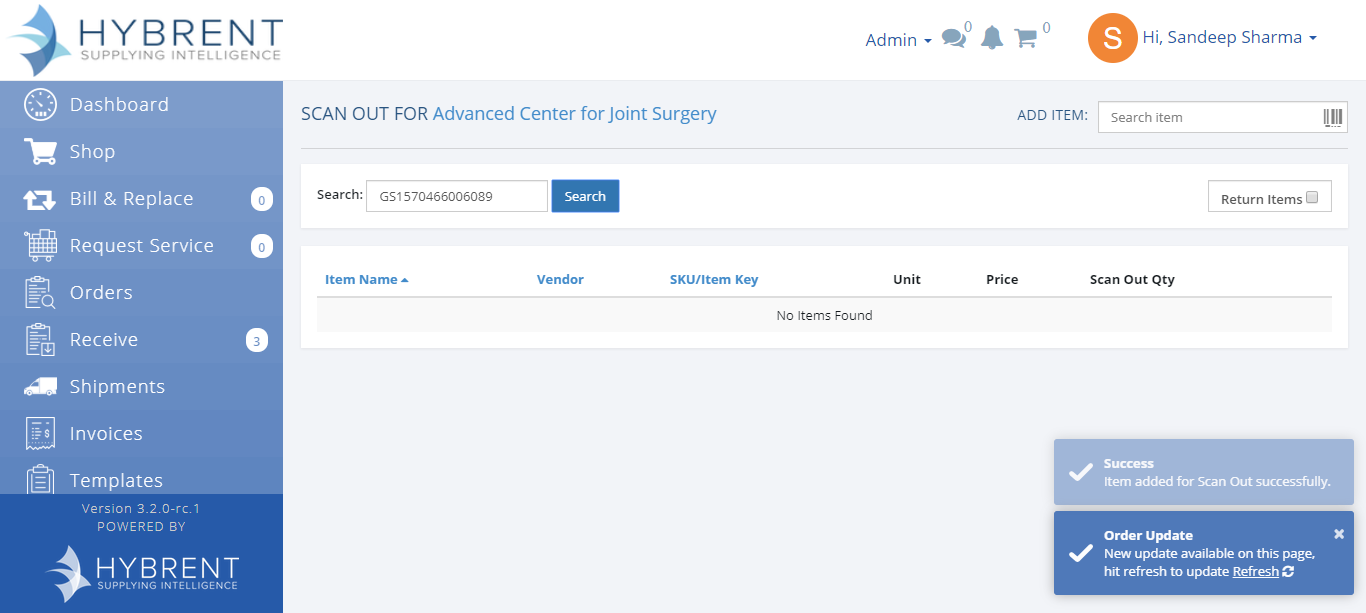 HYBRENT
SUPPLYING INTELLIGENCE
Admin
0
0
S
Hi, Sandeep Sharma
Dashboard
Shop
Bill & Replace 0
Request Service 0
Orders
Receive 3
Shipments
Invoices
Templates
Version 3.2.0-rc.1
POWERED BY
HYBRENT
SUPPLYING INTELLIGENCE
SCAN OUT FOR Advanced Center for Joint Surgery
ADD ITEM: Search item
Search: GS1570466006089 Search
Return Items
Item Name Vendor SKU/Item Key Unit Price Scan Out Qty
No Items Found
Success
Item added for Scan Out successfully.
Order Update
New update available on this page,
hit refresh to update Refresh